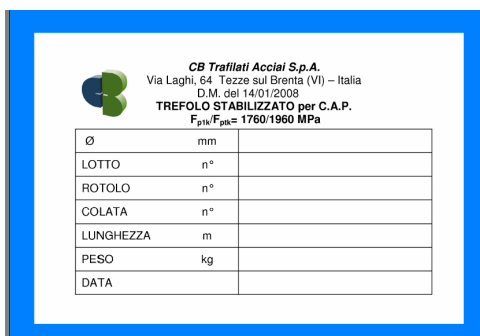 CB Trafilati Acciai S.p.A.
Via Laghi, 64 Tezze sul Brenta (VI) – Italia
D.M. del 14/01/2008
TREFOLO STABILIZZATO per C.A.P.
Fp1k/Fptk= 1760/1960 MPa
Ø mm
LOTTO n°
ROTOLO n°
COLATA n°
LUNGHEZZA m
PESO kg
DATA